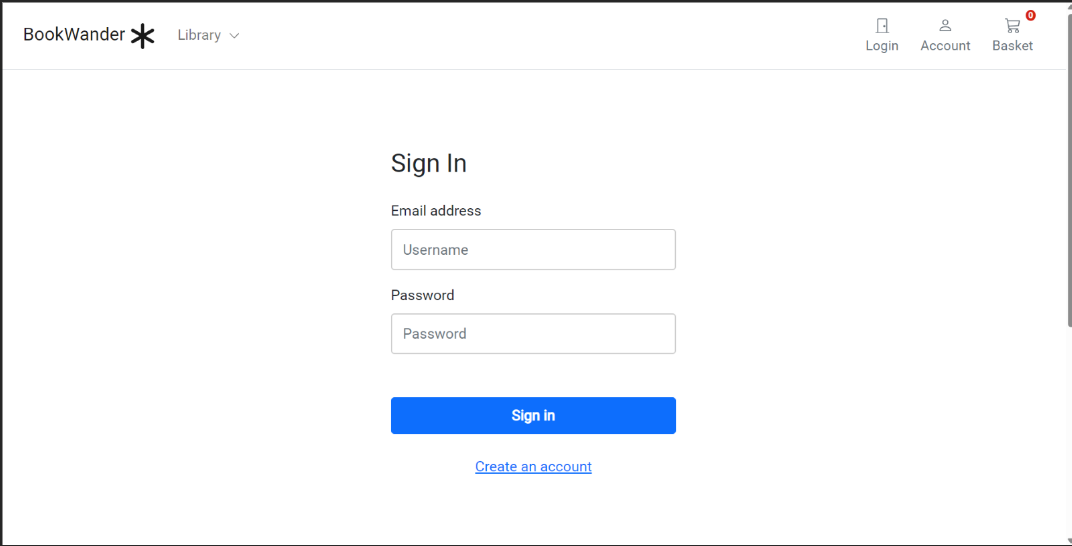 BookWander Library
0
Login Account Basket
Sign In
Email address
Username
Password
Password
Sign in
Create an account